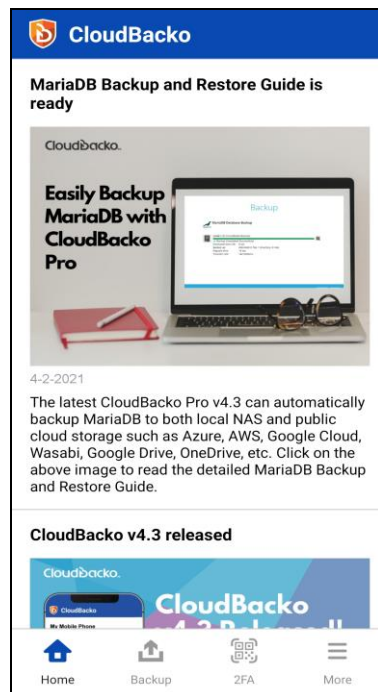 CloudBacko
MariaDB Backup and Restore Guide is
ready
Cloudbacko.
Easily Backup
MariaDB with
CloudBacko
Pro
Backup
4-2-2021
The latest CloudBacko Pro v4.3 can automatically
backup MariaDB to both local NAS and public
cloud storage such as Azure, AWS, Google Cloud,
Wasabi, Google Drive, OneDrive, etc. Click on the
above image to read the detailed MariaDB Backup
and Restore Guide.
CloudBacko v4.3 released
Cloudbacko.
CloudBacko
CloudBacko
My Mobile Phone
v4.3 Released!
Home
Backup
2FA
More